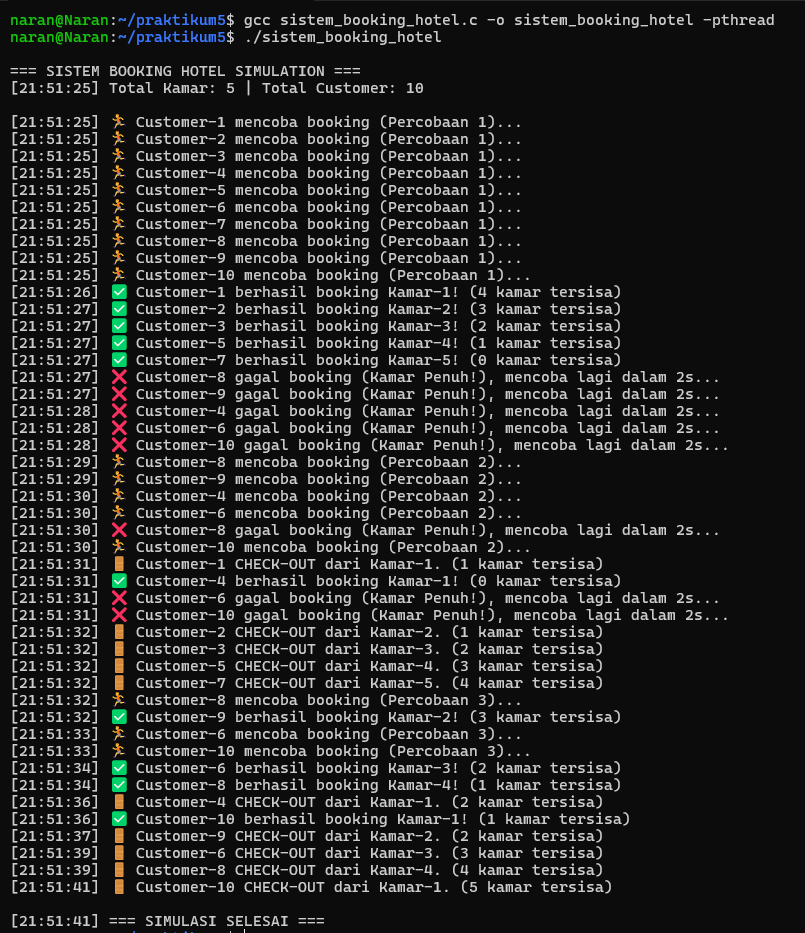 naran@Naran:~/praktikum5$ gcc sistem_booking_hotel.c -o sistem_booking_hotel -pthread
naran@Naran:~/praktikum5$ ./sistem_booking_hotel
=== SISTEM BOOKING HOTEL SIMULATION ===
[21:51:25] Total Kamar: 5 | Total Customer: 10
[21:51:25] 🏃 Customer-1 mencoba booking (Percobaan 1)...
[21:51:25] 🏃 Customer-2 mencoba booking (Percobaan 1)...
[21:51:25] 🏃 Customer-3 mencoba booking (Percobaan 1)...
[21:51:25] 🏃 Customer-4 mencoba booking (Percobaan 1)...
[21:51:25] 🏃 Customer-5 mencoba booking (Percobaan 1)...
[21:51:25] 🏃 Customer-6 mencoba booking (Percobaan 1)...
[21:51:25] 🏃 Customer-7 mencoba booking (Percobaan 1)...
[21:51:25] 🏃 Customer-8 mencoba booking (Percobaan 1)...
[21:51:25] 🏃 Customer-9 mencoba booking (Percobaan 1)...
[21:51:25] 🏃 Customer-10 mencoba booking (Percobaan 1)...
[21:51:26] ✅ Customer-1 berhasil booking Kamar-1! (4 kamar tersisa)
[21:51:27] ✅ Customer-2 berhasil booking Kamar-2! (3 kamar tersisa)
[21:51:27] ✅ Customer-3 berhasil booking Kamar-3! (2 kamar tersisa)
[21:51:27] ✅ Customer-5 berhasil booking Kamar-4! (1 kamar tersisa)
[21:51:27] ✅ Customer-7 berhasil booking Kamar-5! (0 kamar tersisa)
[21:51:27] ❌ Customer-8 gagal booking (Kamar Penuh!), mencoba lagi dalam 2s...
[21:51:27] ❌ Customer-9 gagal booking (Kamar Penuh!), mencoba lagi dalam 2s...
[21:51:28] ❌ Customer-4 gagal booking (Kamar Penuh!), mencoba lagi dalam 2s...
[21:51:28] ❌ Customer-6 gagal booking (Kamar Penuh!), mencoba lagi dalam 2s...
[21:51:28] ❌ Customer-10 gagal booking (Kamar Penuh!), mencoba lagi dalam 2s...
[21:51:29] 🏃 Customer-8 mencoba booking (Percobaan 2)...
[21:51:29] 🏃 Customer-9 mencoba booking (Percobaan 2)...
[21:51:30] 🏃 Customer-4 mencoba booking (Percobaan 2)...
[21:51:30] 🏃 Customer-6 mencoba booking (Percobaan 2)...
[21:51:30] ❌ Customer-8 gagal booking (Kamar Penuh!), mencoba lagi dalam 2s...
[21:51:30] 🏃 Customer-10 mencoba booking (Percobaan 2)...
[21:51:31] 🚪 Customer-1 CHECK-OUT dari Kamar-1. (1 kamar tersisa)
[21:51:31] ✅ Customer-4 berhasil booking Kamar-1! (0 kamar tersisa)
[21:51:31] ❌ Customer-6 gagal booking (Kamar Penuh!), mencoba lagi dalam 2s...
[21:51:31] ❌ Customer-10 gagal booking (Kamar Penuh!), mencoba lagi dalam 2s...
[21:51:32] 🚪 Customer-2 CHECK-OUT dari Kamar-2. (1 kamar tersisa)
[21:51:32] 🚪 Customer-3 CHECK-OUT dari Kamar-3. (2 kamar tersisa)
[21:51:32] 🚪 Customer-5 CHECK-OUT dari Kamar-4. (3 kamar tersisa)
[21:51:32] 🚪 Customer-7 CHECK-OUT dari Kamar-5. (4 kamar tersisa)
[21:51:32] 🏃 Customer-8 mencoba booking (Percobaan 3)...
[21:51:32] ✅ Customer-9 berhasil booking Kamar-2! (3 kamar tersisa)
[21:51:33] 🏃 Customer-6 mencoba booking (Percobaan 3)...
[21:51:33] 🏃 Customer-10 mencoba booking (Percobaan 3)...
[21:51:34] ✅ Customer-6 berhasil booking Kamar-3! (2 kamar tersisa)
[21:51:34] ✅ Customer-8 berhasil booking Kamar-4! (1 kamar tersisa)
[21:51:36] 🚪 Customer-4 CHECK-OUT dari Kamar-1. (2 kamar tersisa)
[21:51:36] ✅ Customer-10 berhasil booking Kamar-1! (1 kamar tersisa)
[21:51:37] 🚪 Customer-9 CHECK-OUT dari Kamar-2. (2 kamar tersisa)
[21:51:39] 🚪 Customer-6 CHECK-OUT dari Kamar-3. (3 kamar tersisa)
[21:51:39] 🚪 Customer-8 CHECK-OUT dari Kamar-4. (4 kamar tersisa)
[21:51:41] 🚪 Customer-10 CHECK-OUT dari Kamar-1. (5 kamar tersisa)
[21:51:41] === SIMULASI SELESAI ===